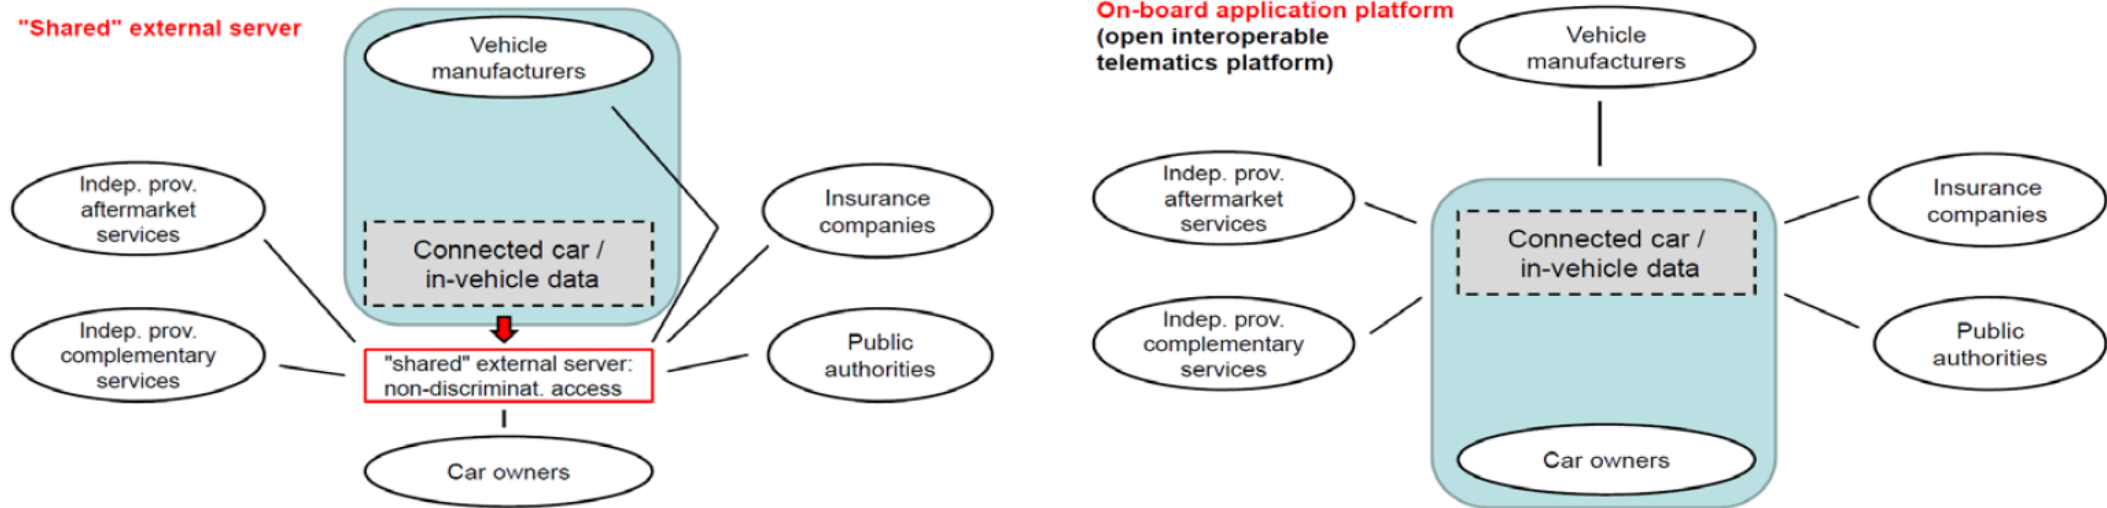 "Shared" external server
Vehicle
manufacturers
Indep. prov.
aftermarket
services
Connected car /
in-vehicle data
Insurance
companies
Indep. prov.
complementary
services
"shared" external server:
non-discriminat. access
Public
authorities
Car owners
On-board application platform
(open interoperable
telematics platform)
Vehicle
manufacturers
Indep. prov.
aftermarket
services
Connected car /
in-vehicle data
Insurance
companies
Indep. prov.
complementary
services
Public
authorities
Car owners